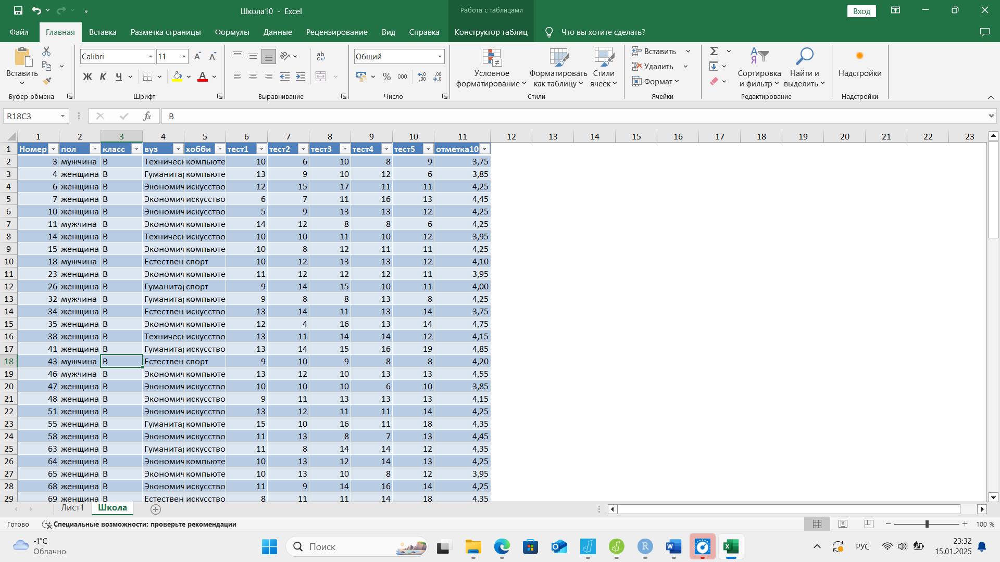 Школа10 - Excel
Работа с таблицами
Вход
Файл Главная Вставка Разметка страницы Формулы Данные Рецензирование Вид Справка Конструктор таблиц Что вы хотите сделать?
Вставить
Буфер обмена
Calibri 11
Ж К Ч
Шрифт
ab
Выравнивание
Общий
% 000
Число
Условное форматирование
Форматировать как таблицу
Стили ячеек
Стили
Вставить
Удалить
Формат
Ячейки
Сортировка и фильтр
Найти и выделить
Редактирование
Надстройки
Надстройки
R18C3 fx В
1 2 3 4 5 6 7 8 9 10 11 12 13 14 15 16 17 18 19 20 21 22 23
1 Номер пол класс вуз хобби тест1 тест2 тест3 тест4 тест5 отметка10
2 3 мужчина В Техническ компьюте 10 6 10 8 9 3,75
3 4 женщина В Гуманитар компьюте 13 9 10 12 6 3,85
4 6 женщина В Экономич искусство 12 15 17 11 11 4,25
5 7 женщина В Экономич искусство 6 7 11 16 13 4,45
6 10 женщина В Экономич искусство 5 9 13 13 12 4,25
7 11 мужчина В Экономич компьюте 14 12 8 8 6 4,25
8 14 женщина В Техническ искусство 10 10 11 10 12 3,95
9 15 женщина В Экономич компьюте 10 8 12 11 11 4,25
10 18 мужчина В Естествен спорт 10 12 13 13 12 4,10
11 23 женщина В Экономич компьюте 11 12 12 12 11 3,95
12 26 женщина В Гуманитар спорт 9 14 15 10 11 4,00
13 32 мужчина В Гуманитар компьюте 9 8 8 13 8 4,25
14 34 женщина В Естествен искусство 13 14 11 13 14 3,75
15 35 женщина В Экономич компьюте 12 4 16 13 14 4,75
16 38 женщина В Техническ искусство 13 11 14 14 12 4,15
17 41 женщина В Гуманитар искусство 13 14 15 16 19 4,85
18 43 мужчина В Естествен спорт 9 10 9 8 8 4,20
19 46 мужчина В Экономич компьюте 13 12 10 13 13 4,55
20 47 женщина В Экономич искусство 10 10 10 6 10 3,85
21 48 женщина В Экономич искусство 9 11 13 13 13 4,15
22 51 женщина В Экономич искусство 13 12 11 11 14 4,25
23 55 женщина В Гуманитар компьюте 15 10 16 11 18 4,35
24 58 женщина В Экономич искусство 11 13 8 7 13 4,45
25 63 женщина В Гуманитар искусство 11 8 14 14 12 4,35
26 64 женщина В Экономич компьюте 10 13 12 14 13 4,25
27 65 женщина В Экономич компьюте 10 13 10 8 12 3,95
28 68 женщина В Экономич искусство 11 9 14 16 14 4,25
29 69 женщина В Естествен искусство 8 11 11 14 18 4,35
Лист1 Школа
Готово Специальные возможности: проверьте рекомендации 100 %
-1°C
Облачно
Поиск
РУС
23:32
15.01.2025